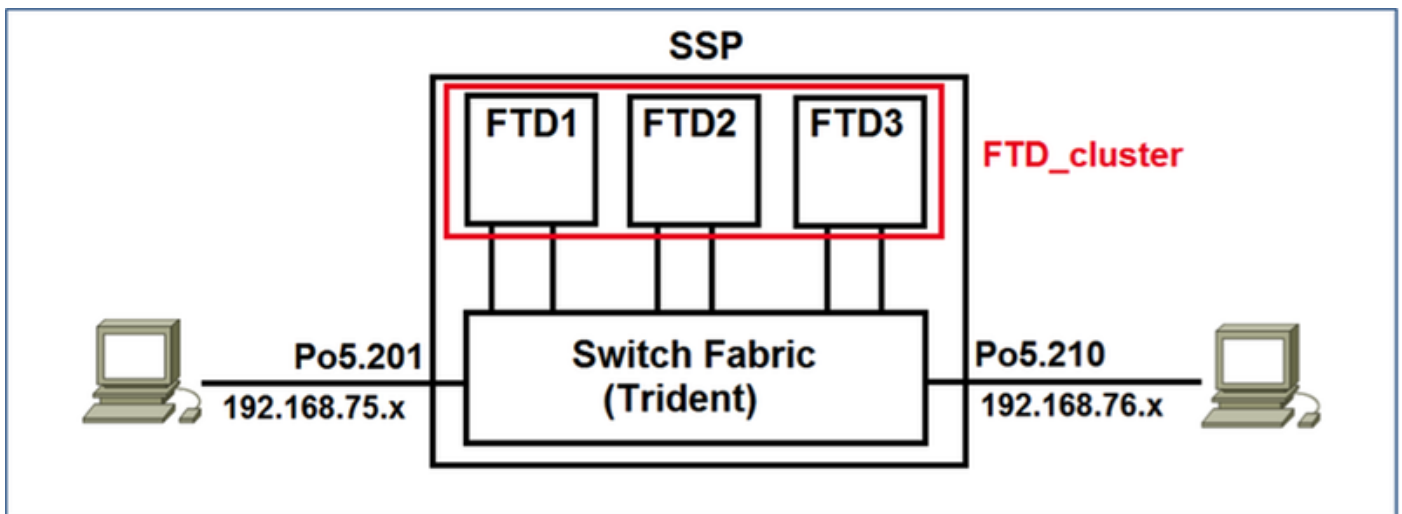 SSP
FTD1
FTD2
FTD3
FTD_cluster
Po5.201
192.168.75.x
Switch Fabric
(Trident)
Po5.210
192.168.76.x